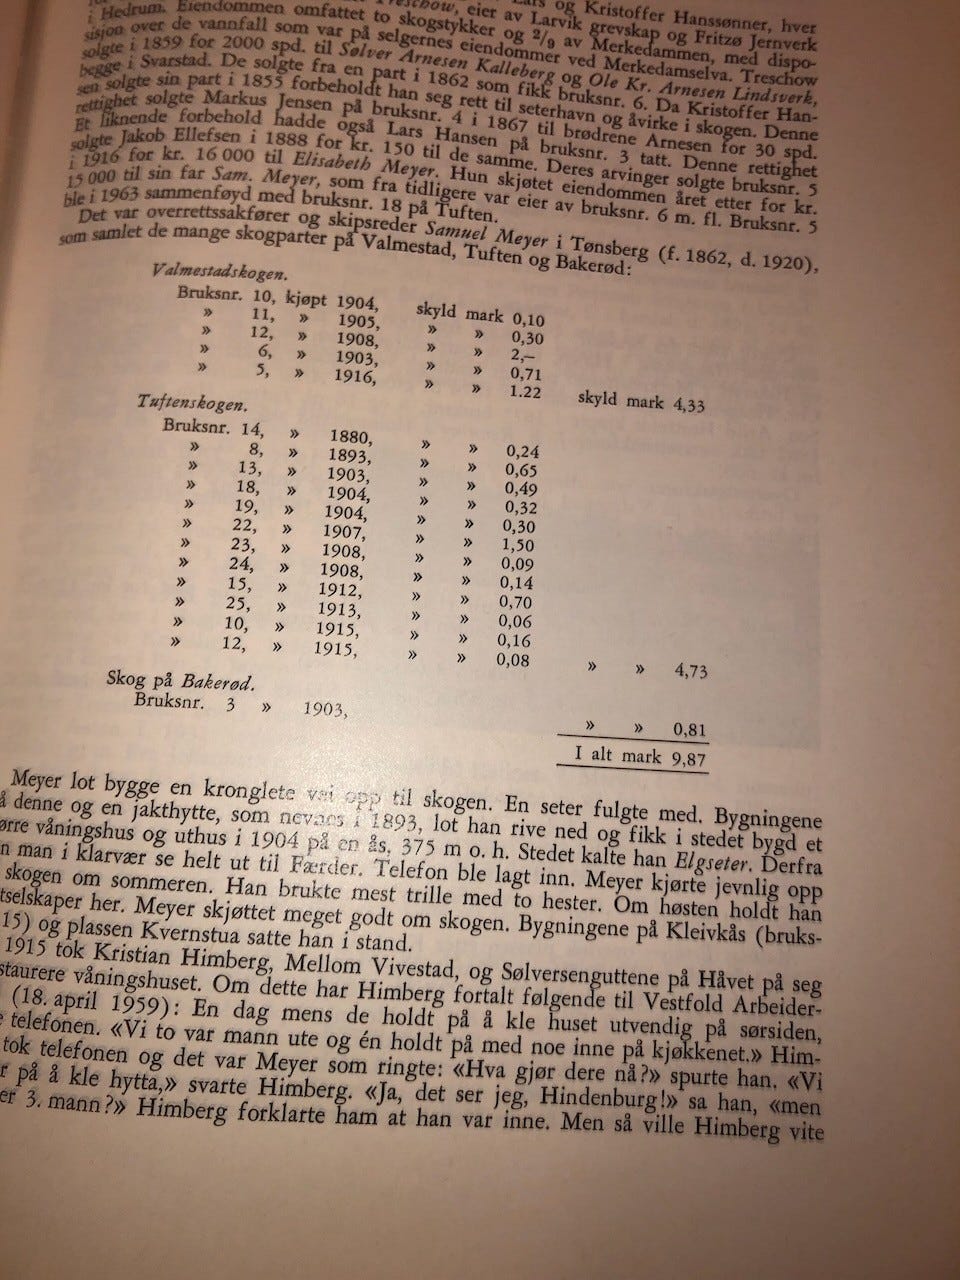 Treschow, eier av Larvik grevskap og Fritzø Jernverk
Lars og Kristoffer Hanssønner, hver
i Hedrum. Eiendommen omfattet to skogstykker og 2/9 av Merkedammen, med dispo-
sisjon over de vannfall som var på selgernes eiendommer ved Merkedamselva. Treschow
solgte i 1859 for 2000 spd. til Sølver Arnesen Kalleberg og Ole Kr. Arnesen Lindsverk,
begge i Svarstad. De solgte fra en part i 1862 som fikk bruksnr. 6. Da Kristoffer Han-
sen solgte sin part i 1855 forbeholdt han seg rett til seterhavn og åvirke i skogen. Denne
rettighet solgte Markus Jensen på bruksnr. 4 i 1867 til brødrene Arnesen for 30 spd.
Et liknende forbehold hadde også Lars Hansen på bruksnr. 3 tatt. Denne rettighet
solgte Jakob Ellefsen i 1888 for kr. 150 til de samme. Deres arvinger solgte bruksnr. 5
i 1916 for kr. 16 000 til Elisabeth Meyer. Hun skjøtet eiendommen året etter for kr.
15 000 til sin far Sam. Meyer, som fra tidligere var eier av bruksnr. 6 m. fl. Bruksnr. 5
ble i 1963 sammenføyd med bruksnr. 18 på Tuften.
Det var overrettssakfører og skipsreder Samuel Meyer i Tønsberg (f. 1862, d. 1920),
som samlet de mange skogparter på Valmestad, Tuften og Bakerød:
Valmestadskogen.
Bruksnr. 10, kjøpt 1904, skyld mark 0,10
» 11, » 1905, » » 0,30
» 12, » 1908, » » 2,—
» 6, » 1903, » » 0,71
» 5, » 1916, » » 1.22 skyld mark 4,33
Tuftenskogen.
Bruksnr. 14, » 1880, » » 0,24
» 8, » 1893, » » 0,65
» 13, » 1903, » » 0,49
» 18, » 1904, » » 0,32
» 19, » 1904, » » 0,30
» 22, » 1907, » » 1,50
» 23, » 1908, » » 0,09
» 24, » 1908, » » 0,14
» 15, » 1912, » » 0,70
» 25, » 1913, » » 0,06
» 10, » 1915, » » 0,16
» 12, » 1915, » » 0,08 » » 4,73
Skog på Bakerød.
Bruksnr. 3 » 1903, » » 0,81
I alt mark 9,87
Meyer lot bygge en kronglete vei opp til skogen. En seter fulgte med. Bygningene
å denne og en jakthytte, som nevnes i 1893, lot han rive ned og fikk i stedet bygd et
ørre våningshus og uthus i 1904 på en ås, 375 m o. h. Stedet kalte han Elgseter. Derfra
n man i klarvær se helt ut til Færder. Telefon ble lagt inn. Meyer kjørte jevnlig opp
skogen om sommeren. Han brukte mest trille med to hester. Om høsten holdt han
tselskaper her. Meyer skjøttet meget godt om skogen. Bygningene på Kleivkås (bruks-
15) og plassen Kvernstua satte han i stand.
1915 tok Kristian Himberg, Mellom Vivestad, og Sølversenguttene på Håvet på seg
staurere våningshuset. Om dette har Himberg fortalt følgende til Vestfold Arbeider-
(18. april 1959): En dag mens de holdt på å kle huset utvendig på sørsiden,
e telefonen. «Vi to var mann ute og én holdt på med noe inne på kjøkkenet.» Him-
tok telefonen og det var Meyer som ringte: «Hva gjør dere nå?» spurte han. «Vi
r på å kle hytta,» svarte Himberg. «Ja, det ser jeg, Hindenburg!» sa han, «men
er 3. mann?» Himberg forklarte ham at han var inne. Men så ville Himberg vite